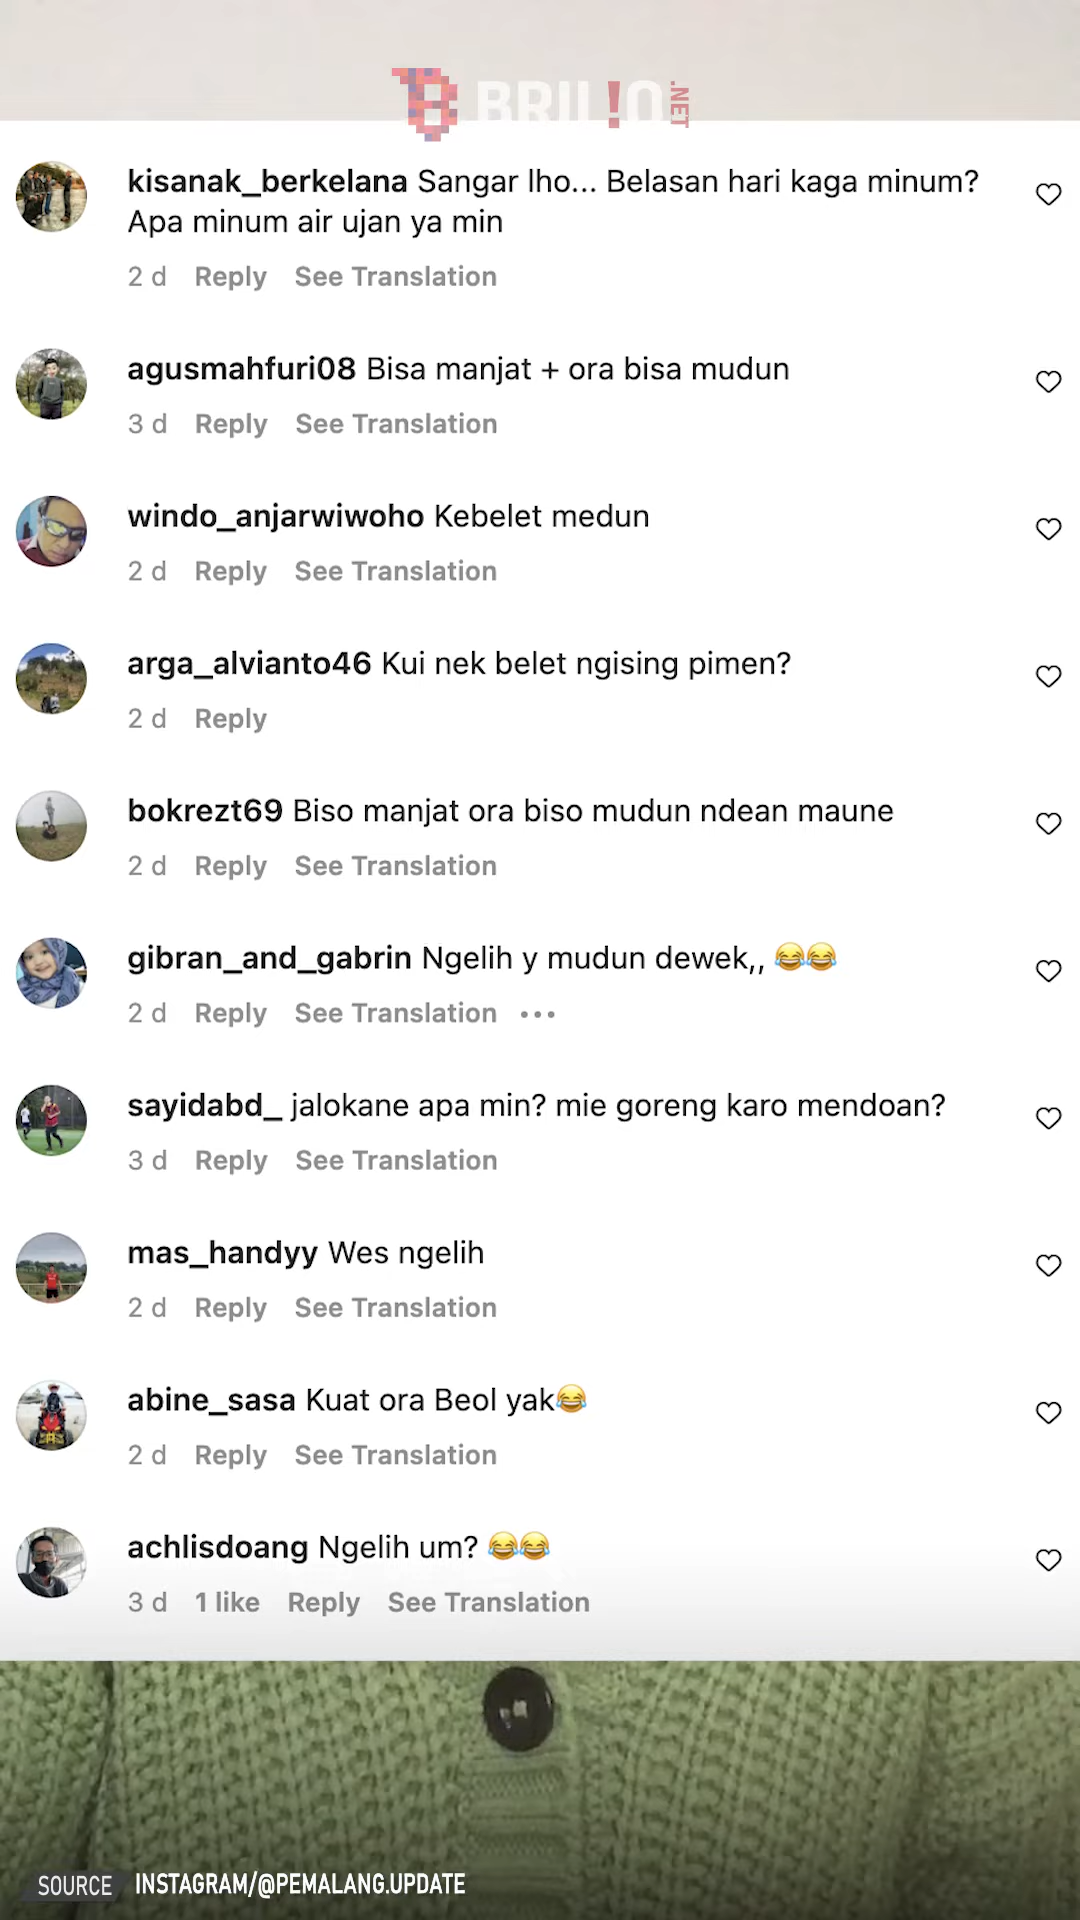 BRIL!O.NET
kisanak_berkelana Sangar lho... Belasan hari kaga minum?
Apa minum air ujan ya min
2 d Reply See Translation
agusmahfuri08 Bisa manjat + ora bisa mudun
3 d Reply See Translation
windo_anjarwiwoho Kebelet medun
2 d Reply See Translation
arga_alvianto46 Kui nek belet ngising pimen?
2 d Reply
bokrezt69 Biso manjat ora biso mudun ndean maune
2 d Reply See Translation
gibran_and_gabrin Ngelih y mudun dewek,, 😂😂
2 d Reply See Translation •••
sayidabd_ jalokane apa min? mie goreng karo mendoan?
3 d Reply See Translation
mas_handyy Wes ngelih
2 d Reply See Translation
abine_sasa Kuat ora Beol yak😂
2 d Reply See Translation
achlisdoang Ngelih um? 😂😂
3 d 1 like Reply See Translation
SOURCE INSTAGRAM/@PEMALANG.UPDATE